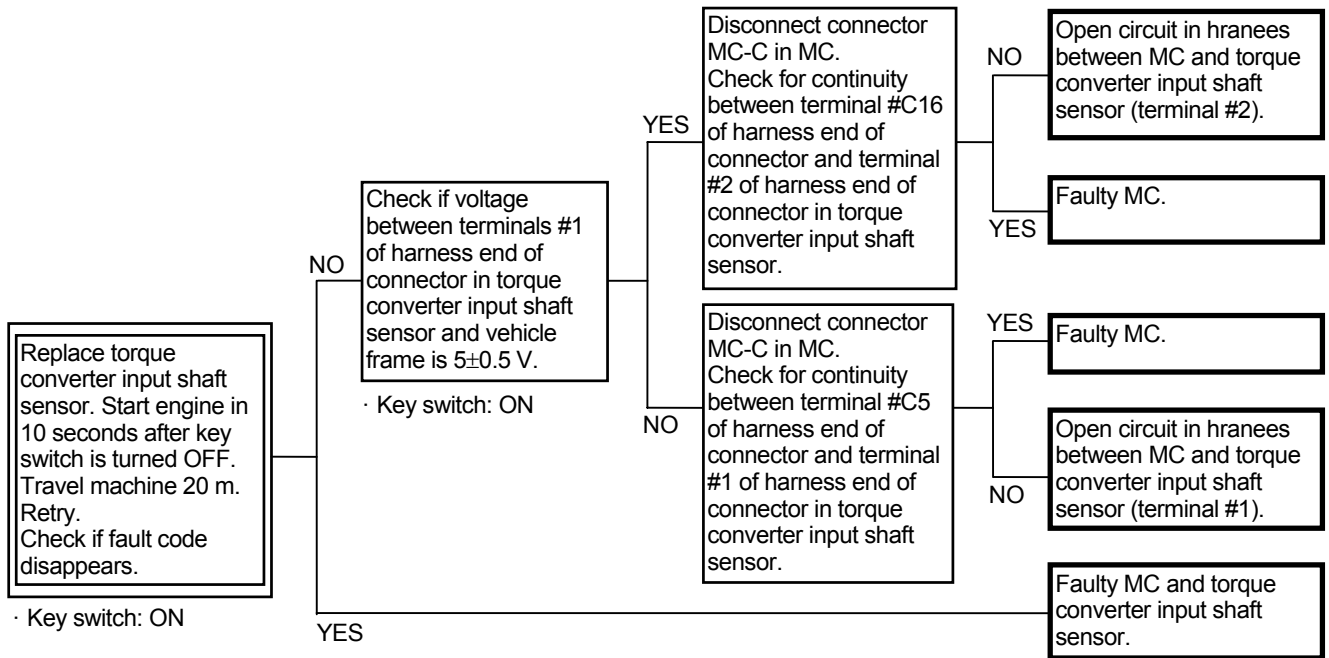 Replace torque
converter input shaft
sensor. Start engine in
10 seconds after key
switch is turned OFF.
Travel machine 20 m.
Retry.
Check if fault code
disappears.
· Key switch: ON
NO
YES
Check if voltage
between terminals #1
of harness end of
connector in torque
converter input shaft
sensor and vehicle
frame is 5±0.5 V.
· Key switch: ON
YES
NO
Disconnect connector
MC-C in MC.
Check for continuity
between terminal #C16
of harness end of
connector and terminal
#2 of harness end of
connector in torque
converter input shaft
sensor.
NO
YES
Open circuit in hranees
between MC and torque
converter input shaft
sensor (terminal #2).
Faulty MC.
Disconnect connector
MC-C in MC.
Check for continuity
between terminal #C5
of harness end of
connector and terminal
#1 of harness end of
connector in torque
converter input shaft
sensor.
YES
NO
Faulty MC.
Open circuit in hranees
between MC and torque
converter input shaft
sensor (terminal #1).
Faulty MC and torque
converter input shaft
sensor.